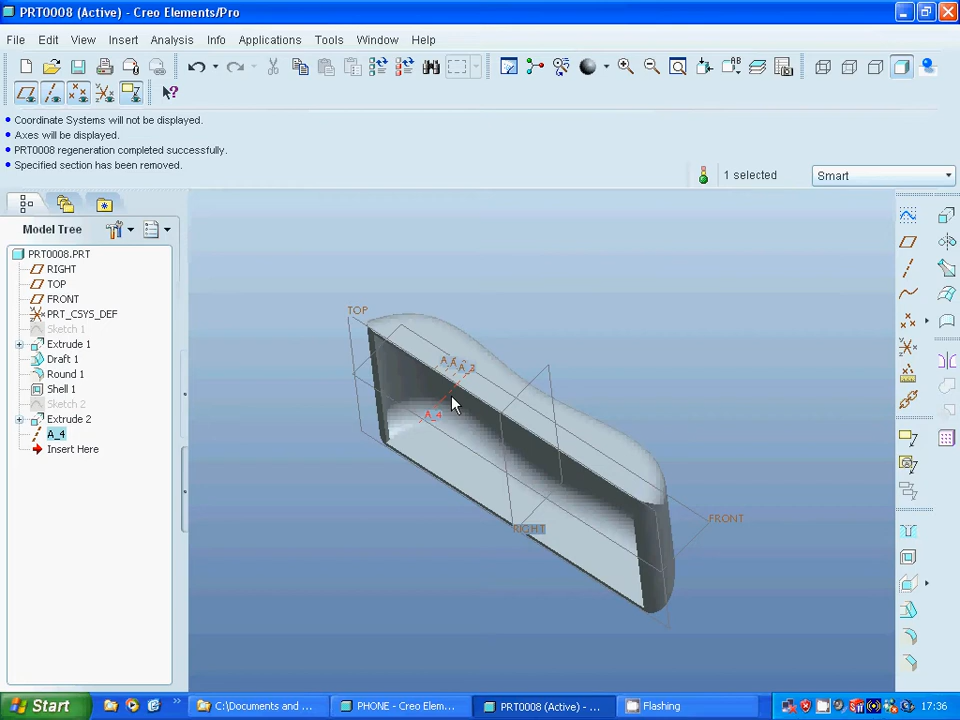 PRT0008 (Active) - Creo Elements/Pro
File Edit View Insert Analysis Info Applications Tools Window Help
Coordinate Systems will not be displayed.
Axes will be displayed.
PRT0008 regeneration completed successfully.
Specified section has been removed.
1 selected
Smart
Model Tree
PRT0008.PRT
RIGHT
TOP
FRONT
PRT_CSYS_DEF
Sketch 1
Extrude 1
Draft 1
Round 1
Shell 1
Sketch 2
Extrude 2
A_4
Insert Here
TOP
A_3
A_4
FRONT
RIGHT
Start
C:\Documents and ...
PHONE - Creo Elem...
PRT0008 (Active) - ...
Flashing
17:36